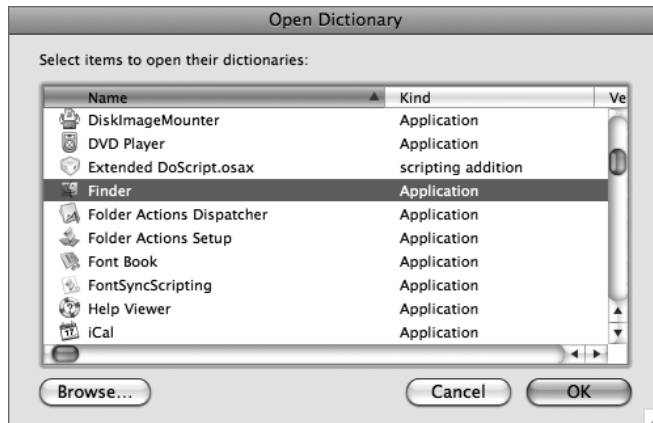 Open Dictionary
Select items to open their dictionaries:
Name Kind Ve
DiskImageMounter Application
DVD Player Application
Extended DoScript.osax scripting addition
Finder Application
Folder Actions Dispatcher Application
Folder Actions Setup Application
Font Book Application
FontSyncScripting Application
Help Viewer Application
iCal Application
Browse... Cancel OK